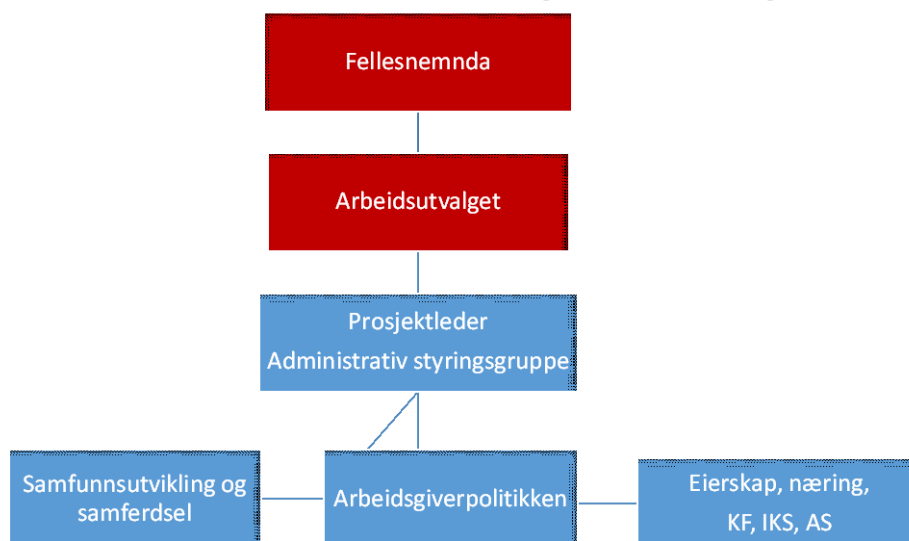 Fellesnemnda
Arbeidsutvalget
Prosjektleder
Administrativ styringsgruppe
Samfunnsutvikling og
samferdsel
Arbeidsgiverpolitikken
Eierskap, næring,
KF, IKS, AS